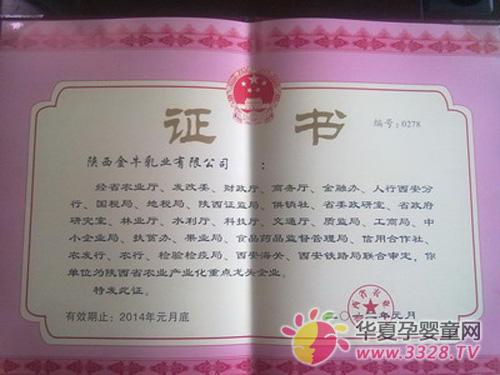 证书
编号:0278
陕西金牛乳业有限公司 :
经省农业厅、发改委、财政厅、商务厅、金融办、人行西安分
行、国税局、地税局、陕西证监局、供销社、省委政研室、省政府
研究室、林业厅、水利厅、科技厅、交通厅、质监局、工商局、中
小企业局、扶贫办、果业局、食品药品监督管理局、信用合作社、
农发行、农行、检验检疫局、西安海关、西安铁路局联合审定,你
单位为陕西省农业产业化重点龙头企业。
特发此证。
有效期止:2014年元月底
年元月
华夏孕婴童网
www.3328.TV